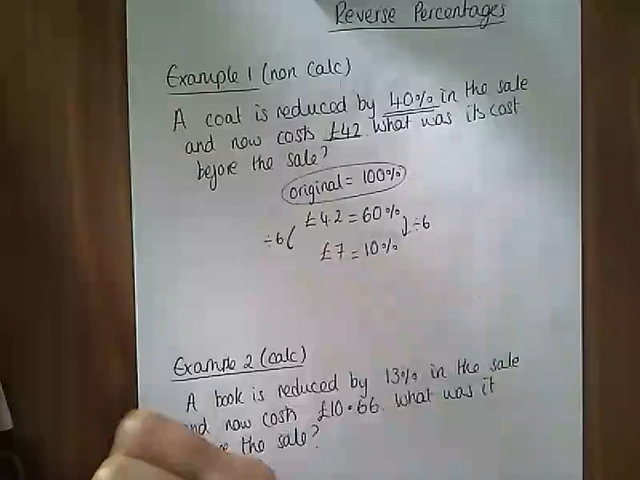 Reverse Percentages
Example 1 (non calc)
A coat is reduced by 40% in the sale
and now costs £42. What was its cost
before the sale?
original = 100%
£42 = 60%
÷6 ÷6
£7 = 10%
Example 2 (calc)
A book is reduced by 13% in the sale
now costs £10.66. what was it
the sale?